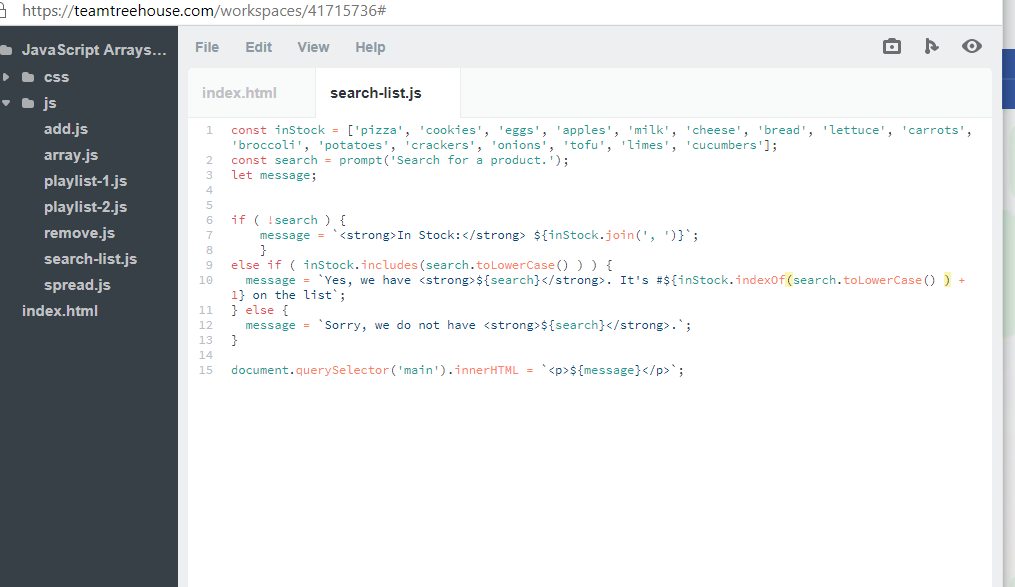 https://teamtreehouse.com/workspaces/41715736#
JavaScript Arrays...
css
js
add.js
array.js
playlist-1.js
playlist-2.js
remove.js
search-list.js
spread.js
index.html
File Edit View Help
index.html search-list.js
1 const inStock = ['pizza', 'cookies', 'eggs', 'apples', 'milk', 'cheese', 'bread', 'lettuce', 'carrots',
'broccoli', 'potatoes', 'crackers', 'onions', 'tofu', 'limes', 'cucumbers'];
2 const search = prompt('Search for a product.');
3 let message;
4
5
6 if ( !search ) {
7 message = `<strong>In Stock:</strong> ${inStock.join(', ')}`;
8 }
9 else if ( inStock.includes(search.toLowerCase() ) ) {
10 message = `Yes, we have <strong>${search}</strong>. It's #${inStock.indexOf(search.toLowerCase() ) +
1} on the list`;
11 } else {
12 message = `Sorry, we do not have <strong>${search}</strong>.`;
13 }
14
15 document.querySelector('main').innerHTML = `<p>${message}</p>`;